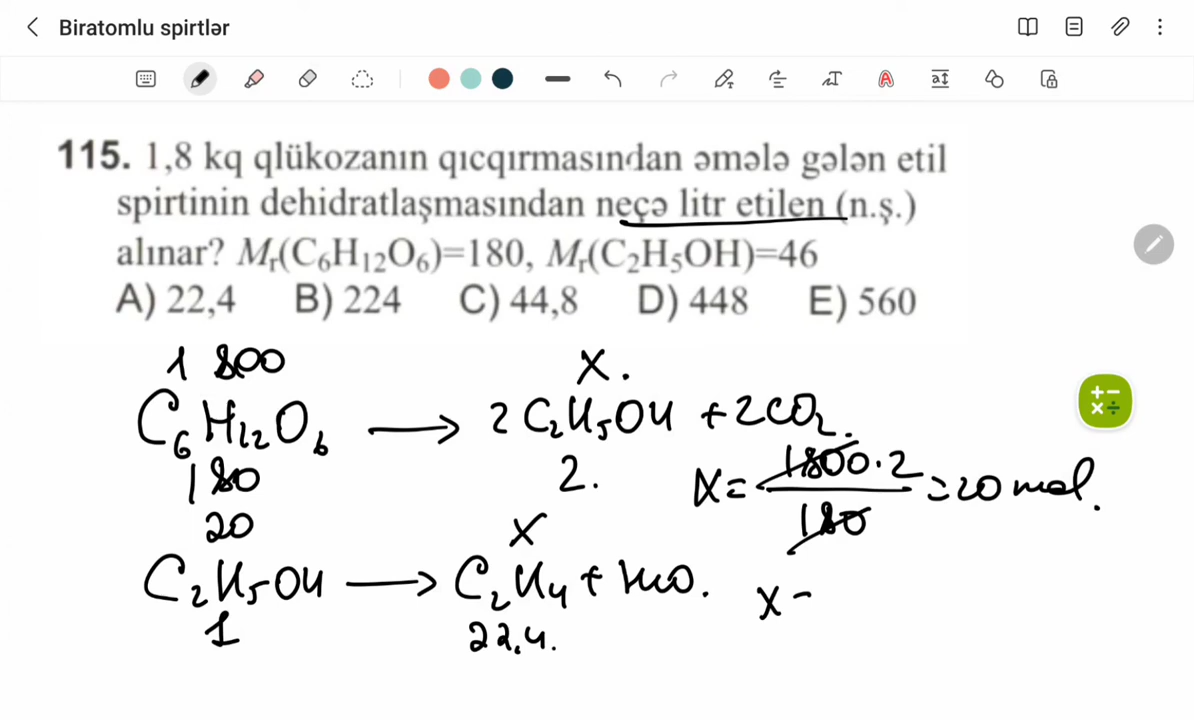 Biratomlu spirtlər
115. 1,8 kq qlükozanın qıcqırmasından əmələ gələn etil
spirtinin dehidratlaşmasından neçə litr etilen (n.ş.)
alınar? Mr(C6H12O6)=180, Mr(C2H5OH)=46
A) 22,4 B) 224 C) 44,8 D) 448 E) 560
1 800 X.
C6H12O6 → 2C2H5OH + 2CO2.
180 2. X = 1800·2 / 180 = 20 mol.
20 X
C2H5OH → C2H4 + H2O. X -
1 22,4.